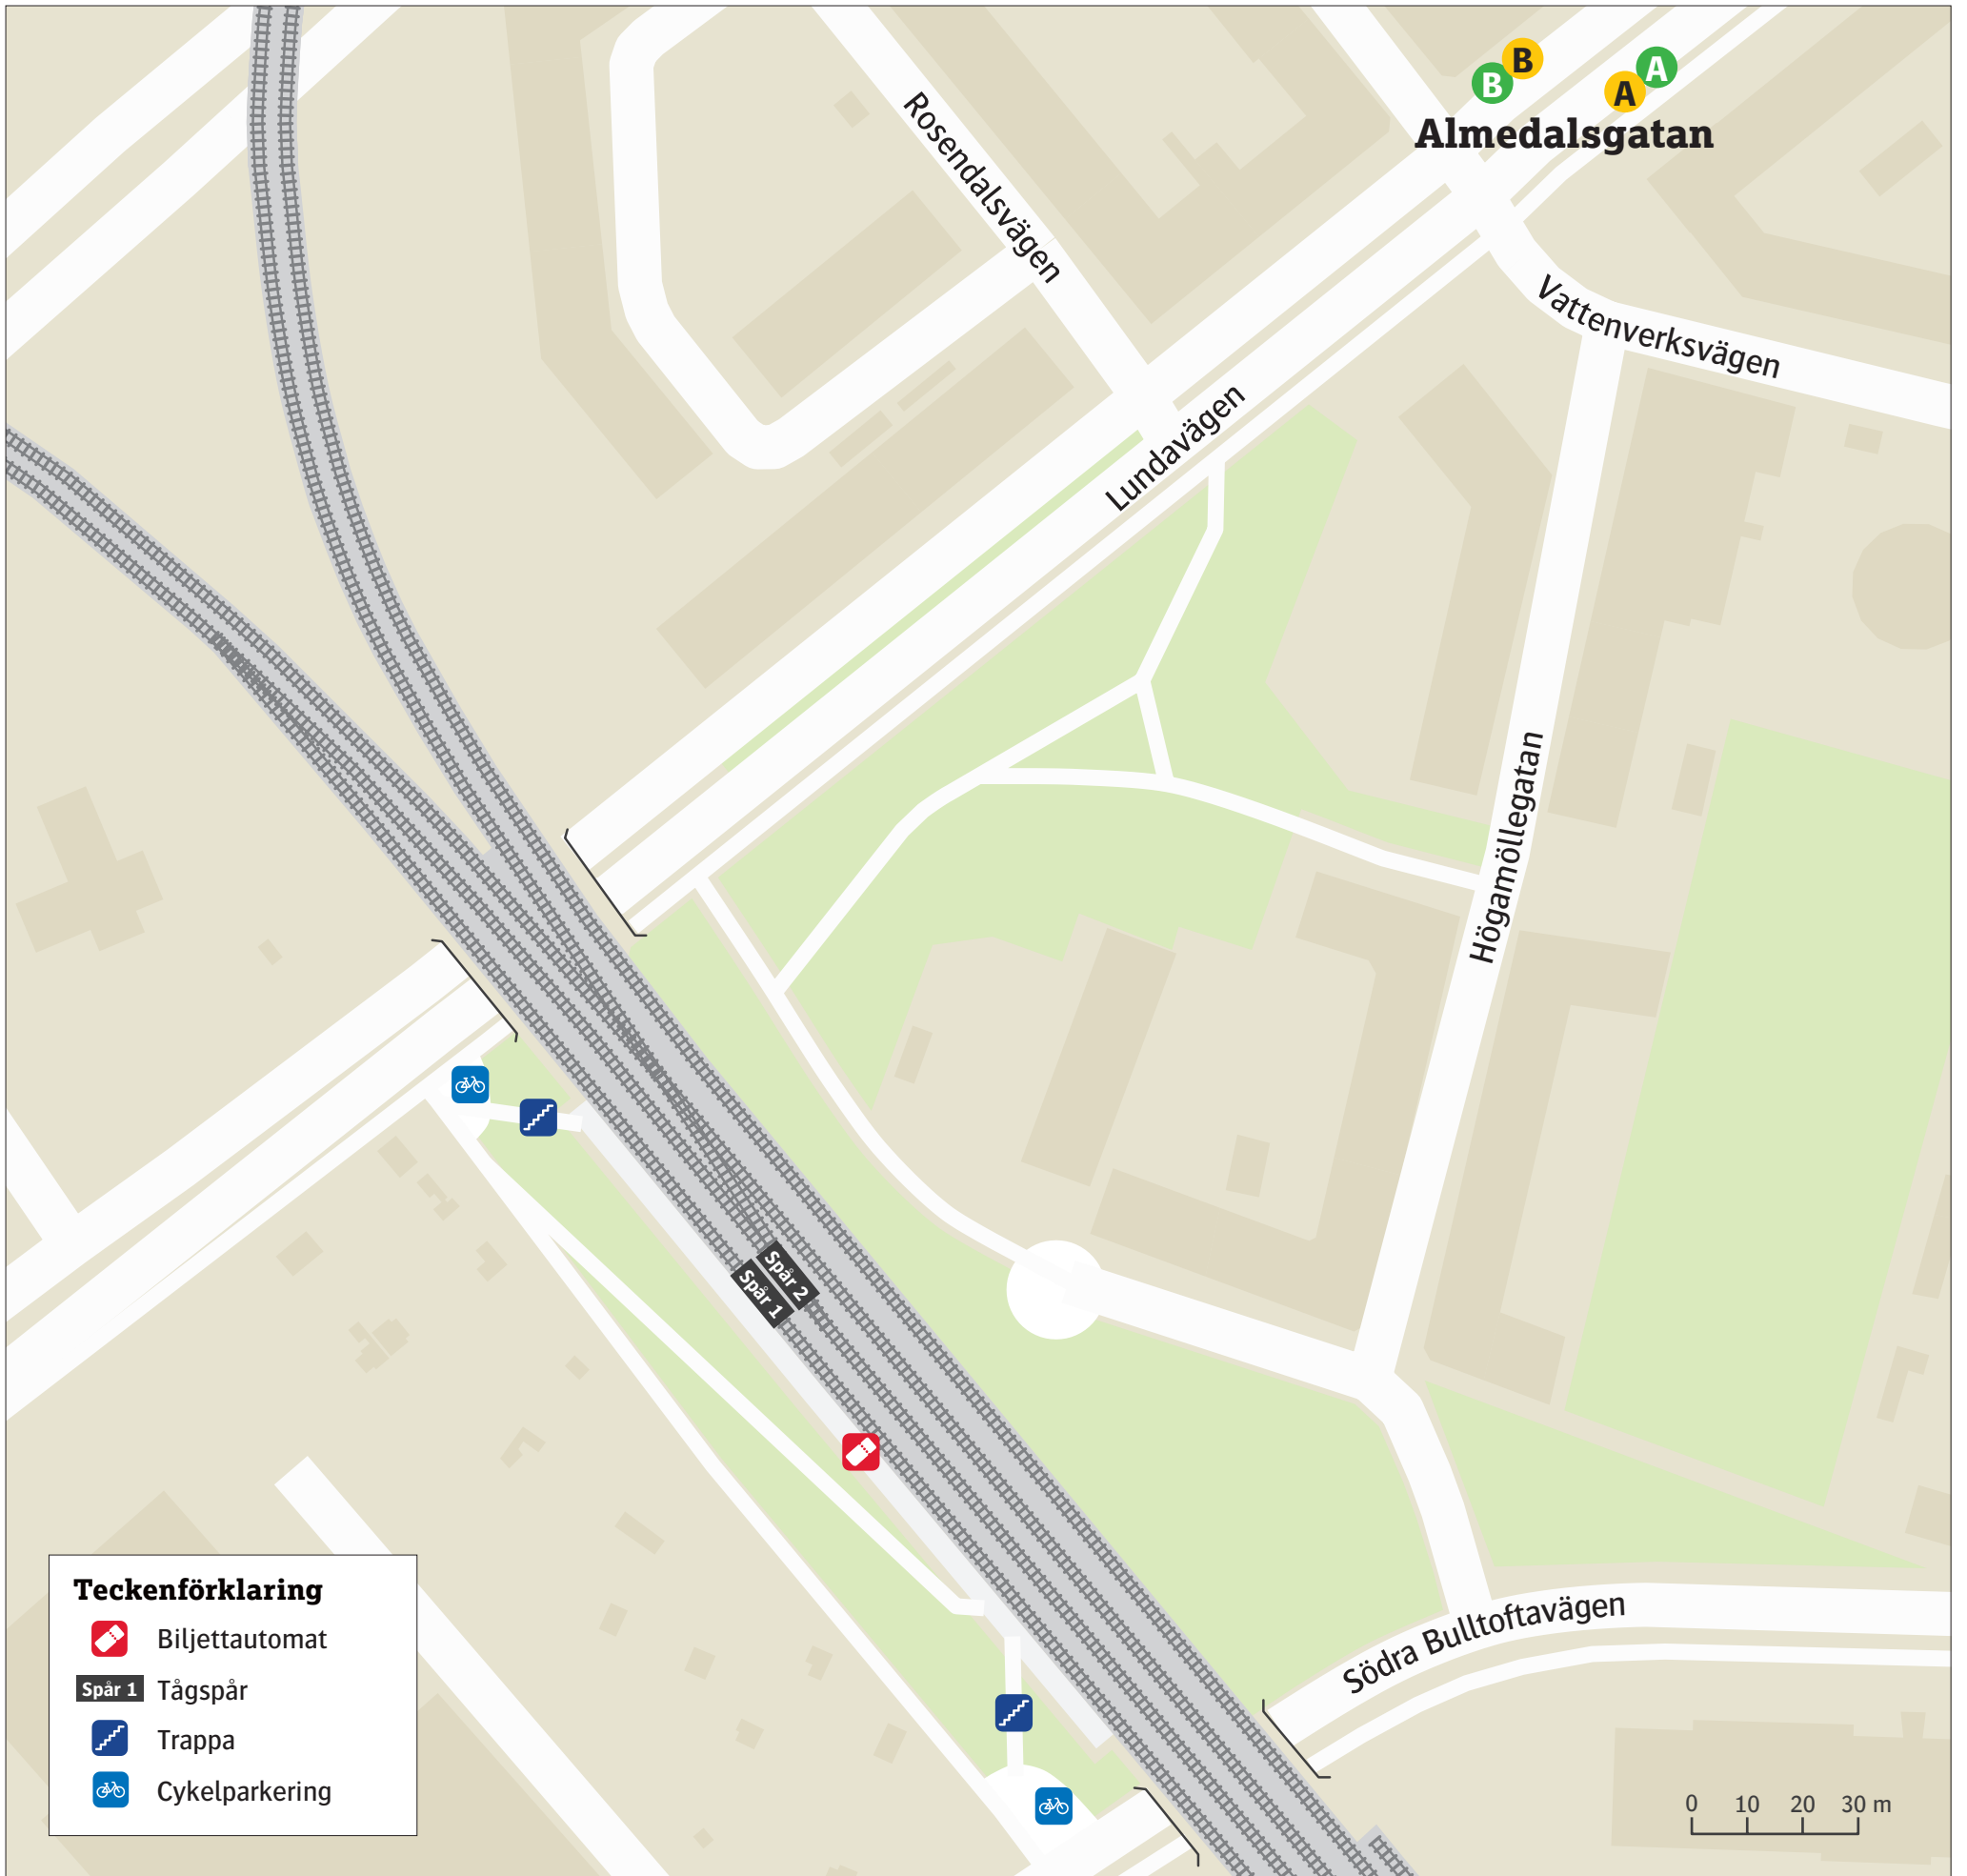 B
B
A
A
Almedalsgatan
Rosendalsvägen
Vattenverksvägen
Lundavägen
Högamöllegatan
Spår 2
Spår 1
Södra Bulltoftavägen
Teckenförklaring
Biljettautomat
Spår 1 Tågspår
Trappa
Cykelparkering
0 10 20 30 m